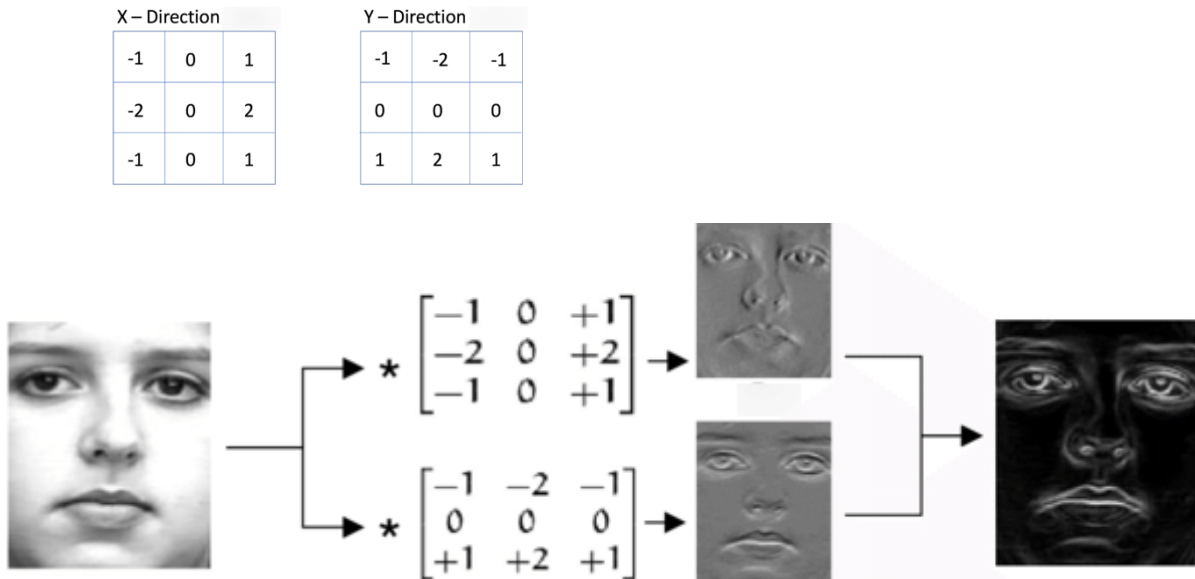 X – Direction
-1 0 1
-2 0 2
-1 0 1
Y – Direction
-1 -2 -1
0 0 0
1 2 1
* [−1 0 +1
−2 0 +2
−1 0 +1]
* [−1 −2 −1
0 0 0
+1 +2 +1]